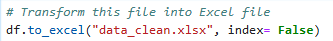 # Transform this file into Excel file
df.to_excel("data_clean.xlsx", index= False)